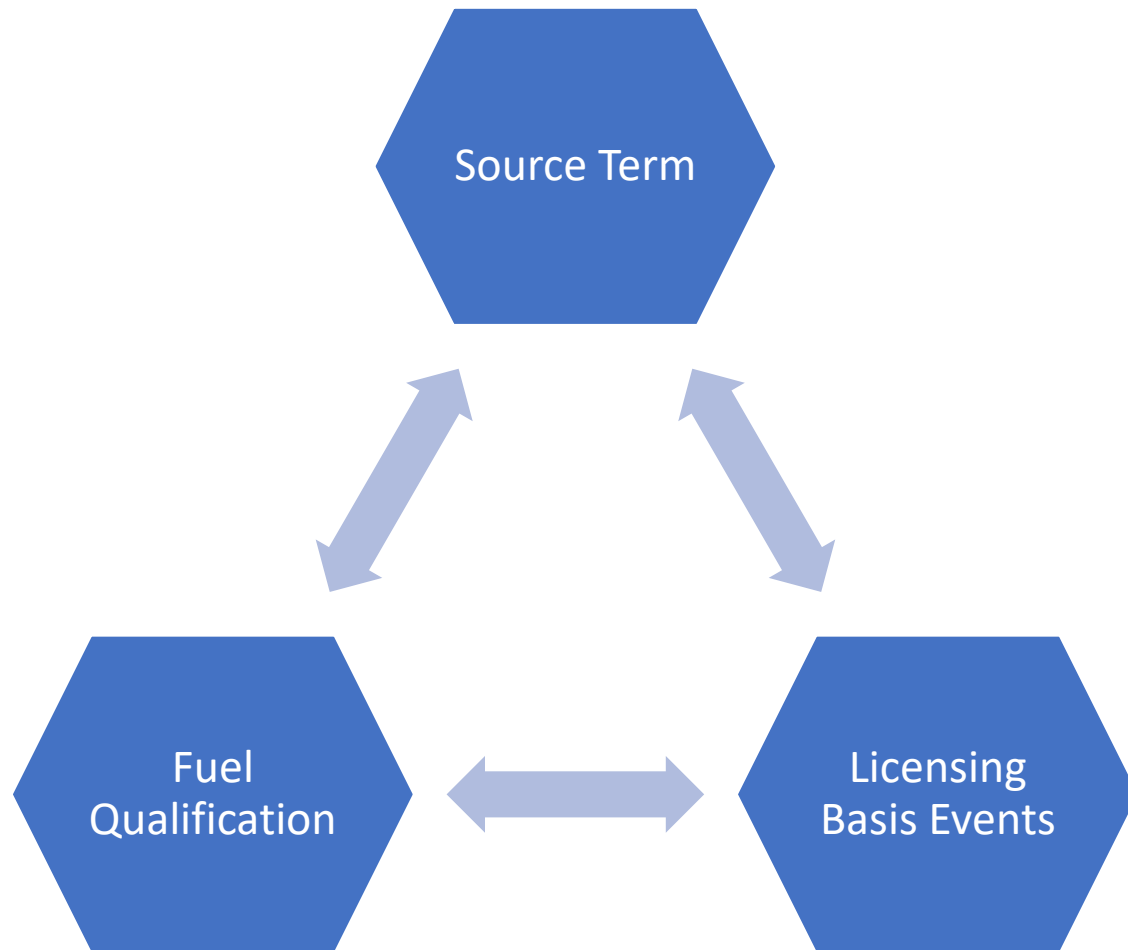 Source Term
Fuel
Qualification
Licensing
Basis Events